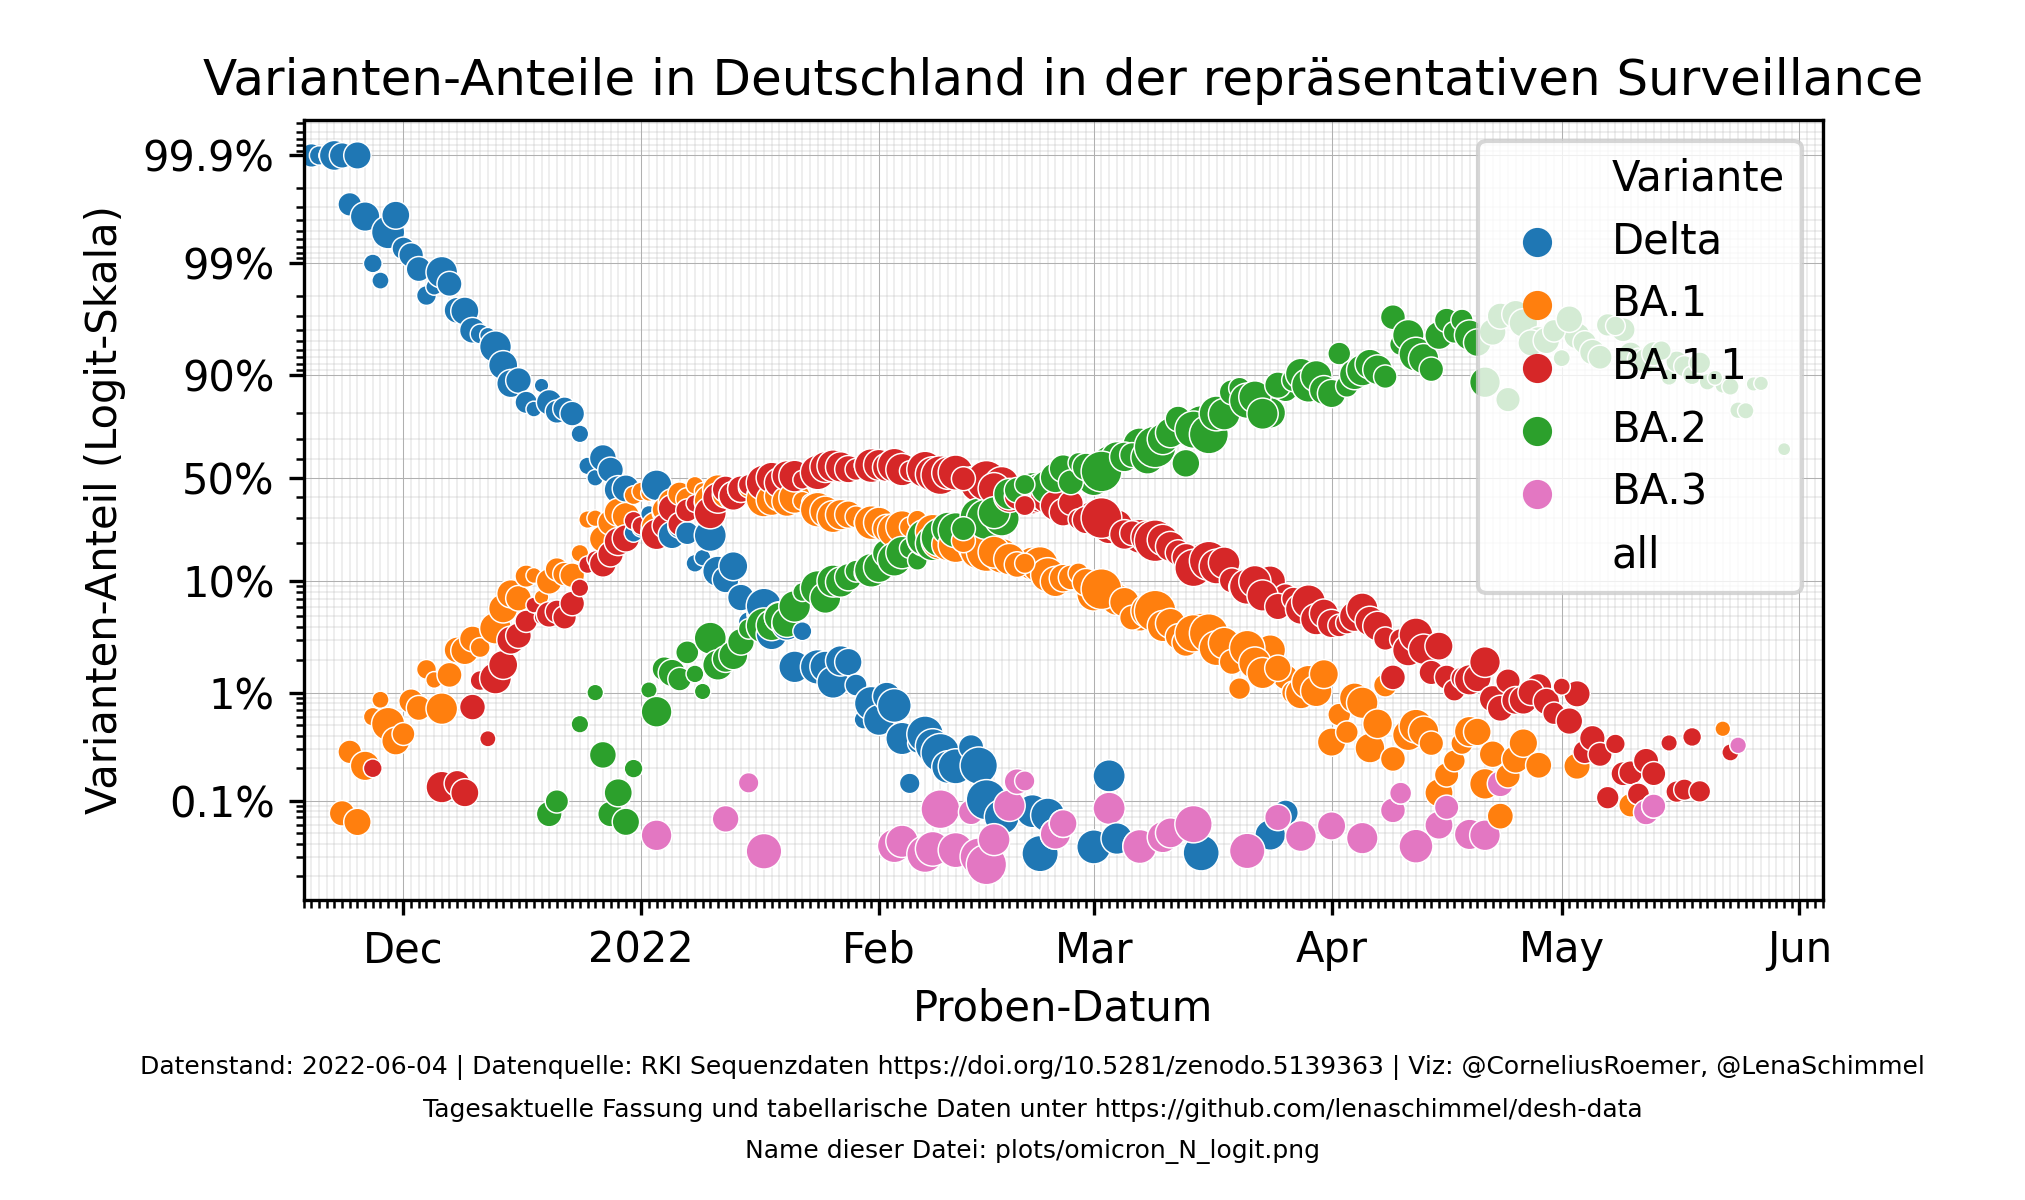 Varianten-Anteile in Deutschland in der repräsentativen Surveillance
Varianten-Anteil (Logit-Skala)
99.9%
99%
90%
50%
10%
1%
0.1%
Variante
Delta
BA.1
BA.1.1
BA.2
BA.3
all
Dec 2022 Feb Mar Apr May Jun
Proben-Datum
Datenstand: 2022-06-04 | Datenquelle: RKI Sequenzdaten https://doi.org/10.5281/zenodo.5139363 | Viz: @CorneliusRoemer, @LenaSchimmel
Tagesaktuelle Fassung und tabellarische Daten unter https://github.com/lenaschimmel/desh-data
Name dieser Datei: plots/omicron_N_logit.png